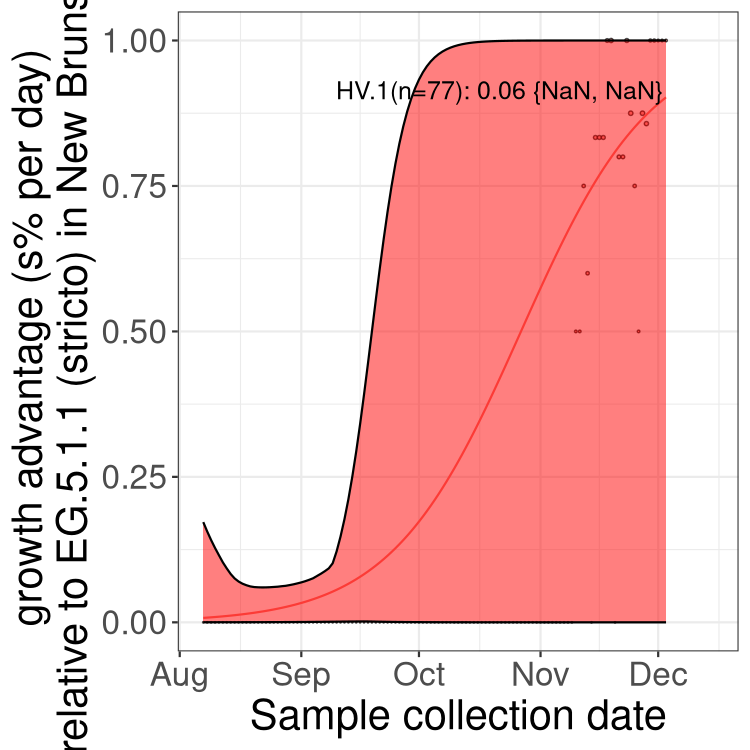 growth advantage (s% per day)
relative to EG.5.1.1 (stricto) in New Bruns
1.00
0.75
0.50
0.25
0.00
HV.1(n=77): 0.06 {NaN, NaN}
Aug Sep Oct Nov Dec
Sample collection date